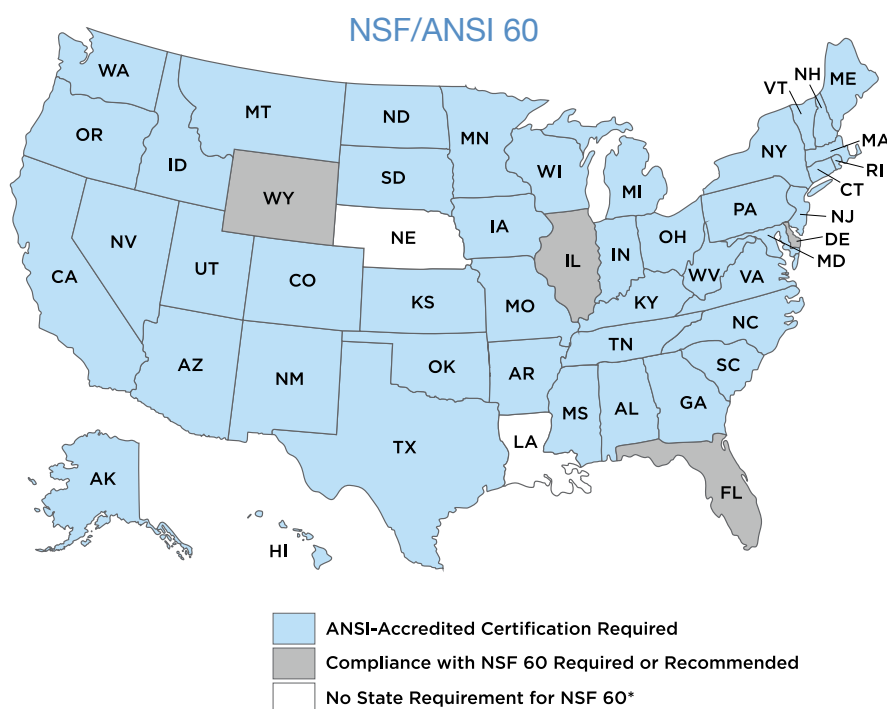 NSF/ANSI 60
WA
MT
ND
MN
VT
NH
ME
OR
ID
SD
WI
MI
NY
MA
RI
CT
WY
NE
IA
PA
NJ
DE
MD
NV
UT
CO
KS
MO
IL
IN
OH
WV
VA
CA
KY
NC
AZ
NM
OK
AR
TN
SC
TX
LA
MS
AL
GA
AK
HI
FL
ANSI-Accredited Certification Required
Compliance with NSF 60 Required or Recommended
No State Requirement for NSF 60*